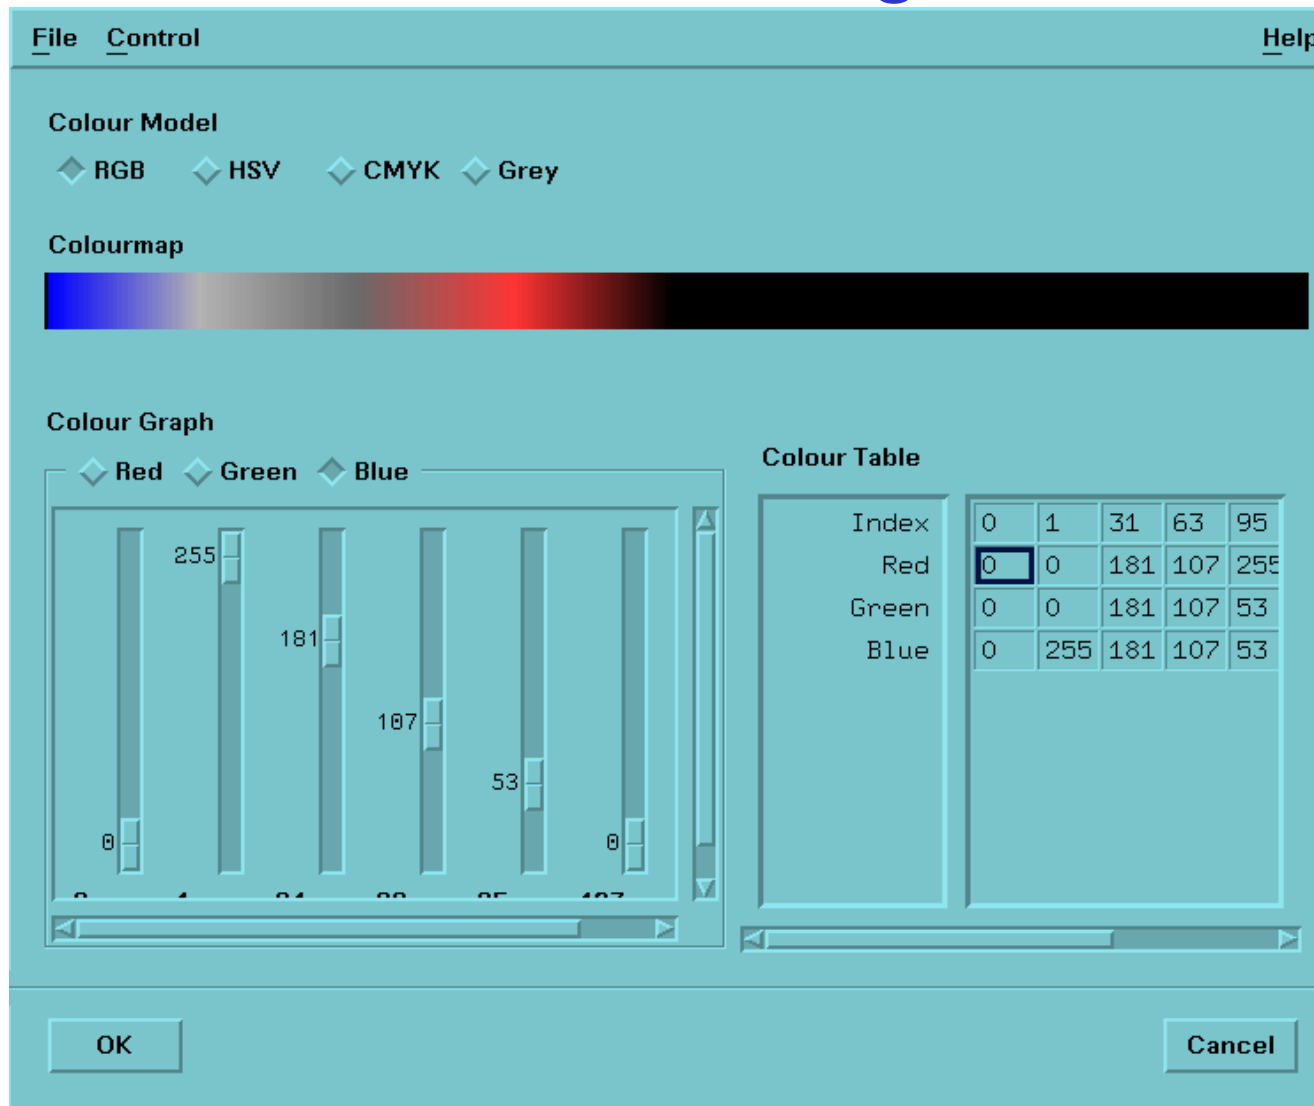 File Control Help
Colour Model
RGB HSV CMYK Grey
Colourmap
Colour Graph
Red Green Blue
255
181
107
53
0
0
Colour Table
Index 0 1 31 63 95
Red 0 0 181 107 255
Green 0 0 181 107 53
Blue 0 255 181 107 53
OK Cancel